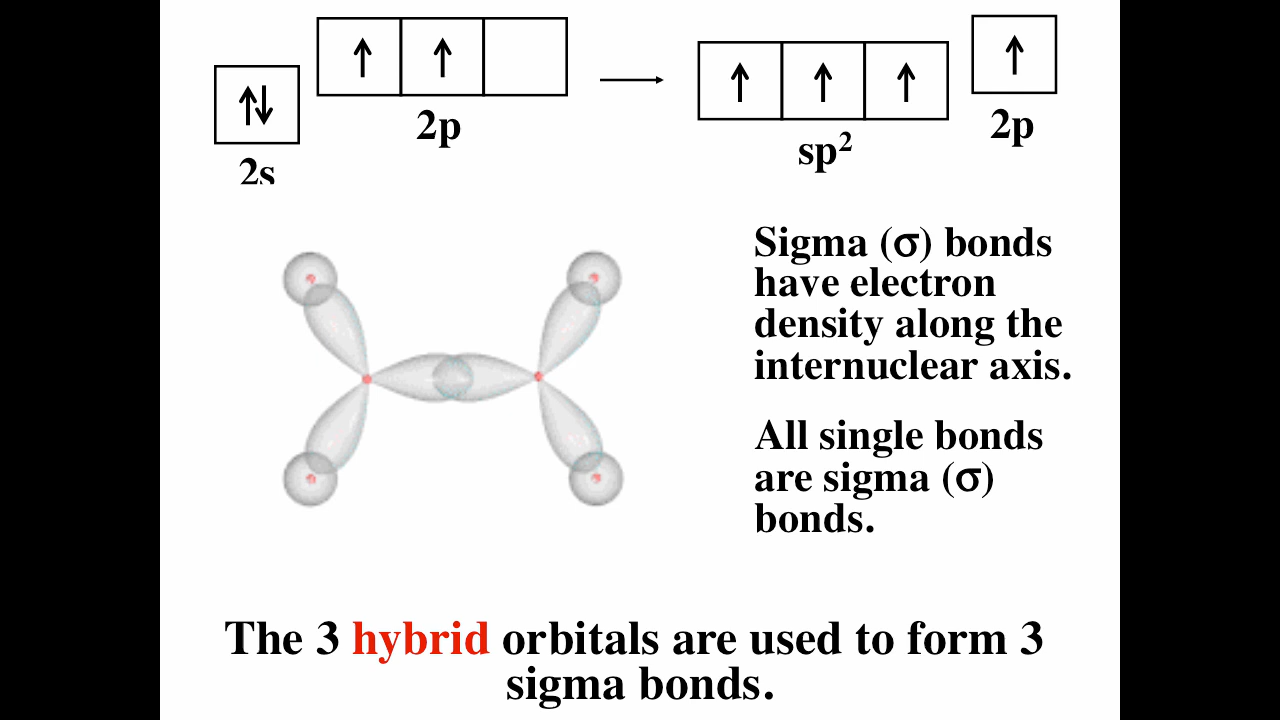 2s
2p
sp²
2p
Sigma (σ) bonds
have electron
density along the
internuclear axis.
All single bonds
are sigma (σ)
bonds.
The 3 hybrid orbitals are used to form 3
sigma bonds.